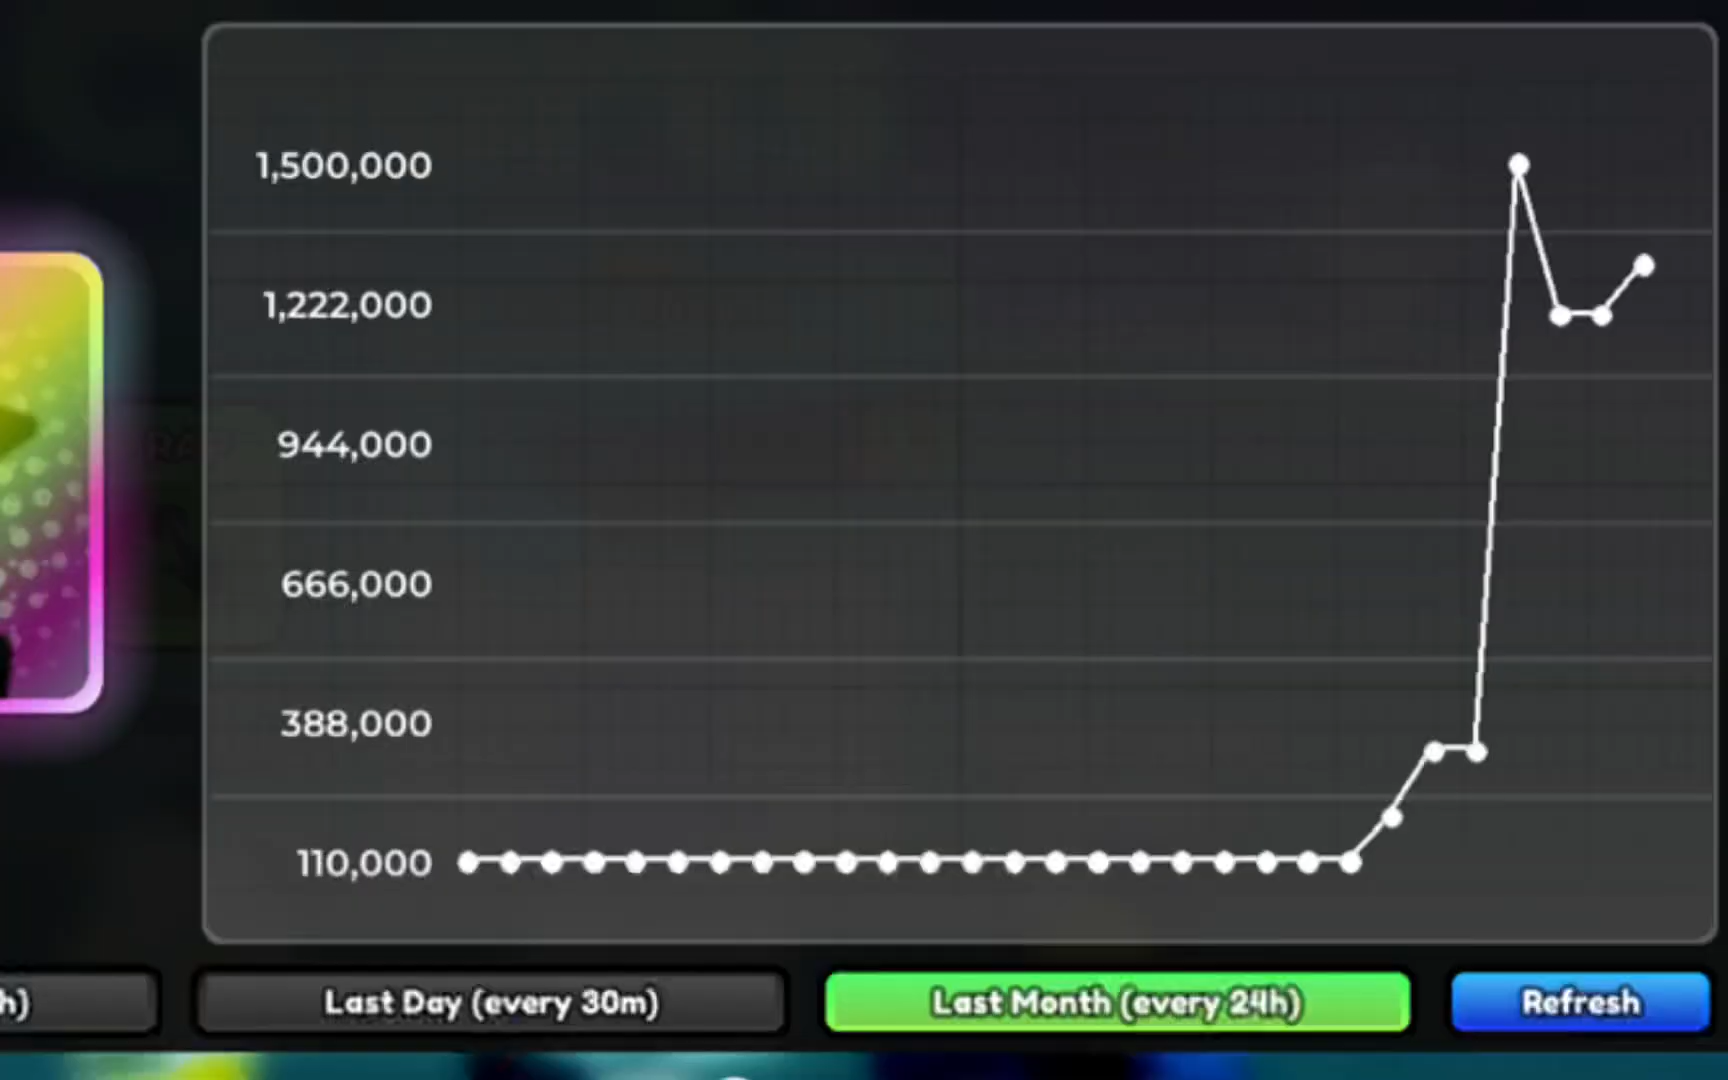 1,500,000
1,222,000
944,000
666,000
388,000
110,000
h)
Last Day (every 30m)
Last Month (every 24h)
Refresh